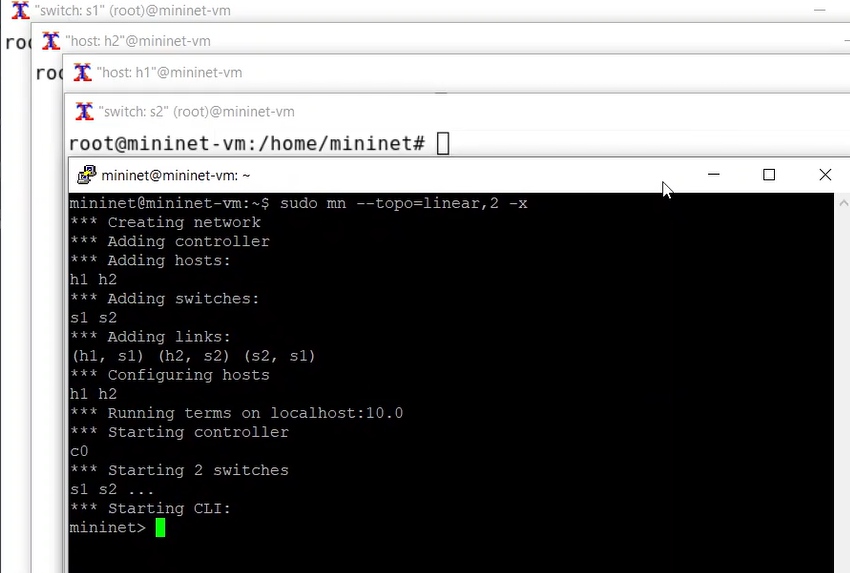 "switch: s1" (root)@mininet-vm
"host: h2"@mininet-vm
"host: h1"@mininet-vm
"switch: s2" (root)@mininet-vm
root@mininet-vm:/home/mininet#
mininet@mininet-vm: ~
mininet@mininet-vm:~$ sudo mn --topo=linear,2 -x
*** Creating network
*** Adding controller
*** Adding hosts:
h1 h2
*** Adding switches:
s1 s2
*** Adding links:
(h1, s1) (h2, s2) (s2, s1)
*** Configuring hosts
h1 h2
*** Running terms on localhost:10.0
*** Starting controller
c0
*** Starting 2 switches
s1 s2 ...
*** Starting CLI:
mininet>